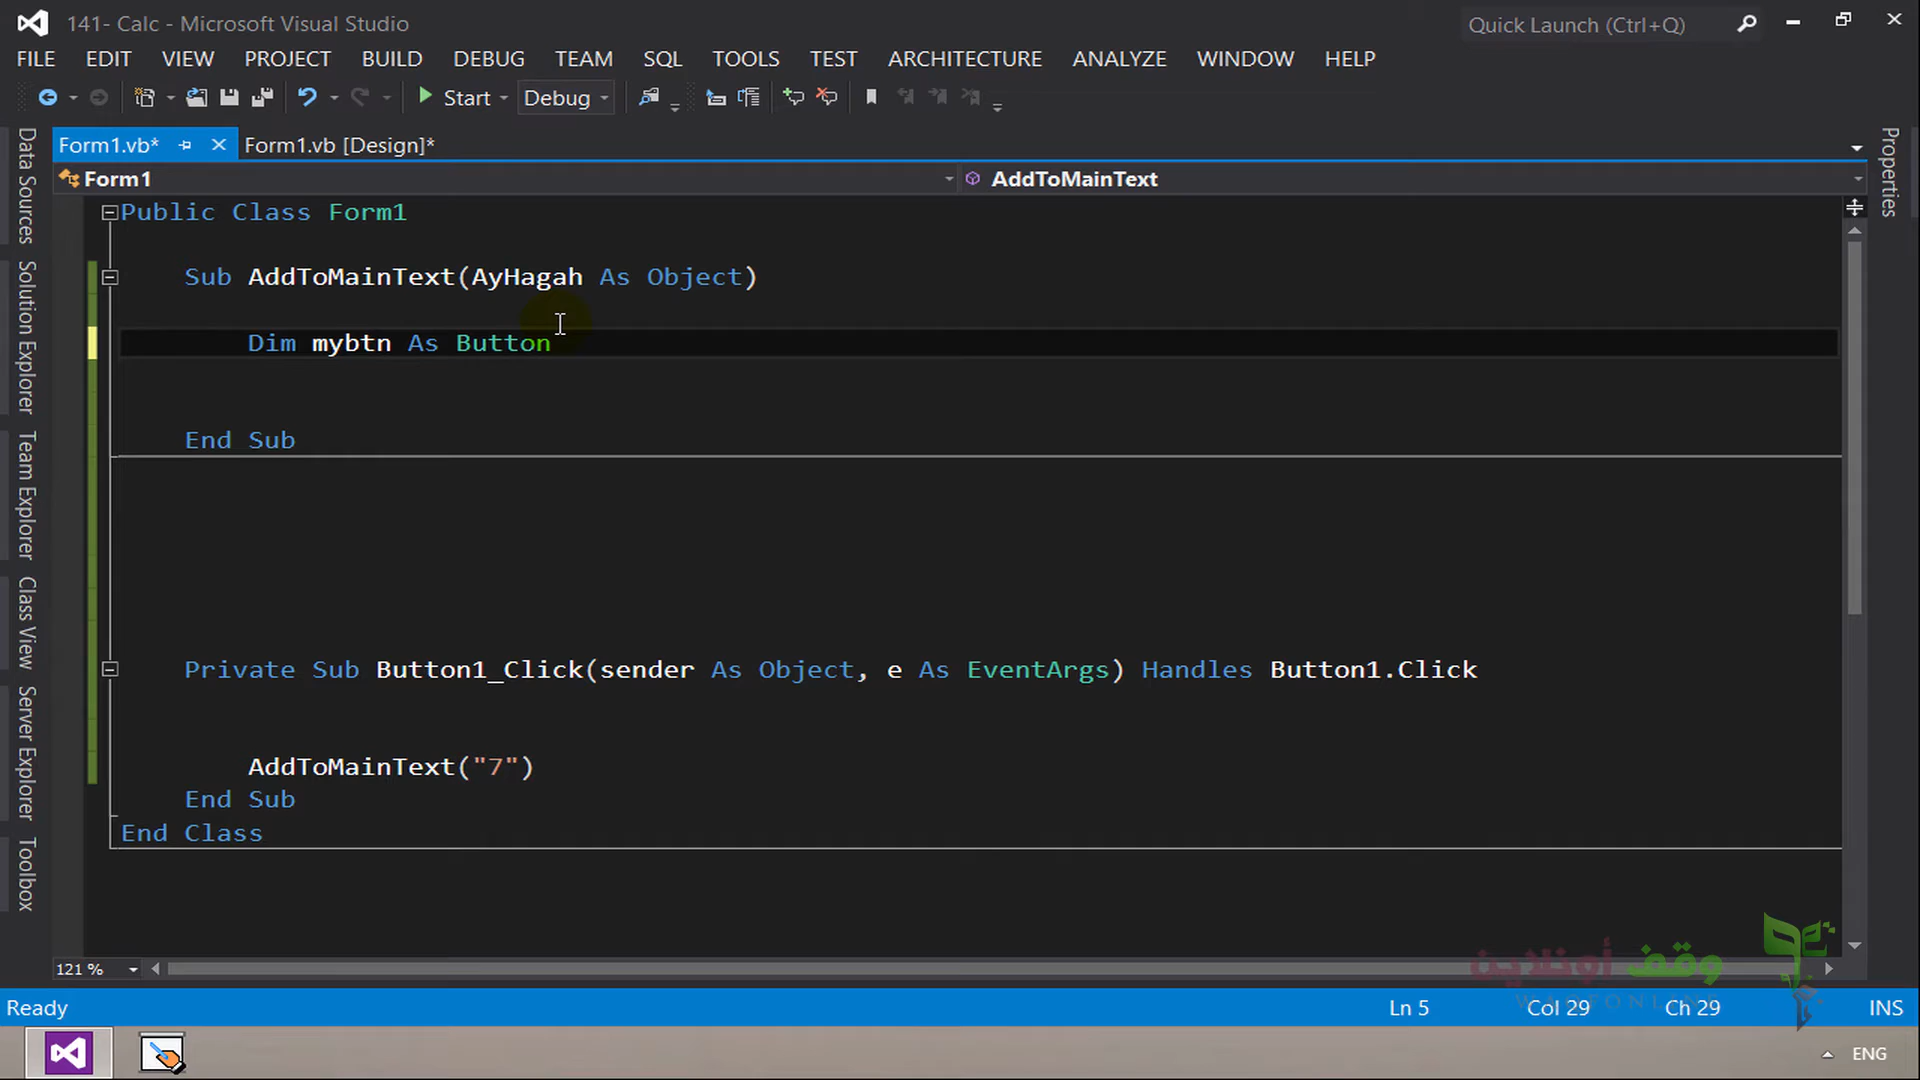 141- Calc - Microsoft Visual Studio
Quick Launch (Ctrl+Q)
FILE EDIT VIEW PROJECT BUILD DEBUG TEAM SQL TOOLS TEST ARCHITECTURE ANALYZE WINDOW HELP
Start Debug
Form1.vb* Form1.vb [Design]*
Form1 AddToMainText
Public Class Form1
Sub AddToMainText(AyHagah As Object)
Dim mybtn As Button
End Sub
Private Sub Button1_Click(sender As Object, e As EventArgs) Handles Button1.Click
AddToMainText("7")
End Sub
End Class
Data Sources
Solution Explorer
Team Explorer
Class View
Server Explorer
Toolbox
Properties
وقف أونلاين
WAQFONLINE
121 %
Ready Ln 5 Col 29 Ch 29 INS
ENG